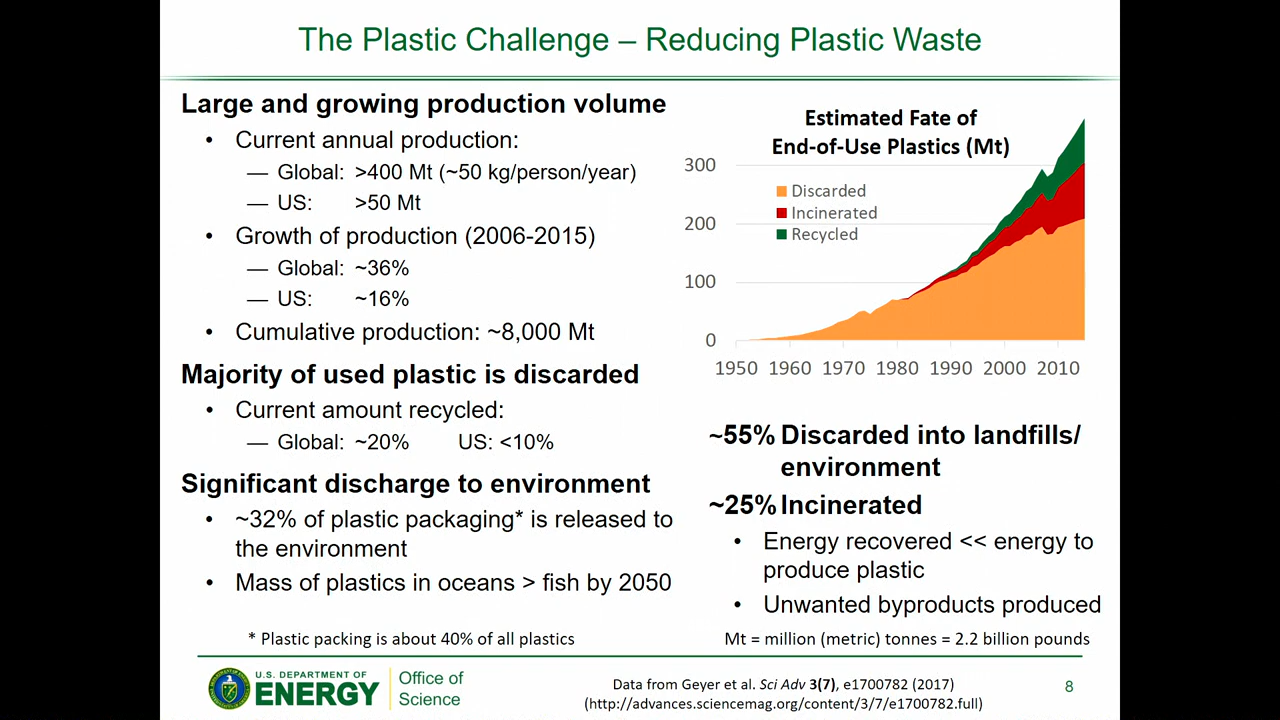 The Plastic Challenge – Reducing Plastic Waste
Large and growing production volume
• Current annual production:
— Global: >400 Mt (~50 kg/person/year)
— US: >50 Mt
• Growth of production (2006-2015)
— Global: ~36%
— US: ~16%
• Cumulative production: ~8,000 Mt
Majority of used plastic is discarded
• Current amount recycled:
— Global: ~20% US: <10%
Significant discharge to environment
• ~32% of plastic packaging* is released to
the environment
• Mass of plastics in oceans > fish by 2050
* Plastic packing is about 40% of all plastics
Estimated Fate of
End-of-Use Plastics (Mt)
300
200
100
0
Discarded
Incinerated
Recycled
1950 1960 1970 1980 1990 2000 2010
~55% Discarded into landfills/
environment
~25% Incinerated
• Energy recovered << energy to
produce plastic
• Unwanted byproducts produced
Mt = million (metric) tonnes = 2.2 billion pounds
U.S. DEPARTMENT OF
ENERGY
Office of
Science
Data from Geyer et al. Sci Adv 3(7), e1700782 (2017)
(http://advances.sciencemag.org/content/3/7/e1700782.full)
8